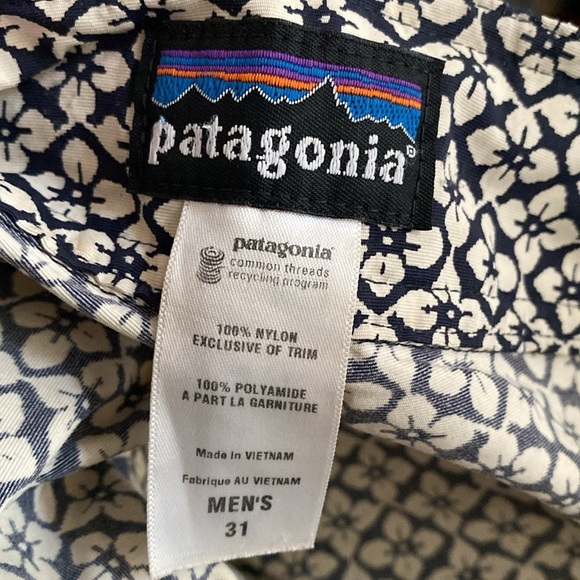 patagonia®
patagonia®
common threads
recycling program
100% NYLON
EXCLUSIVE OF TRIM
100% POLYAMIDE
A PART LA GARNITURE
Made in VIETNAM
Fabrique AU VIETNAM
MEN'S
31